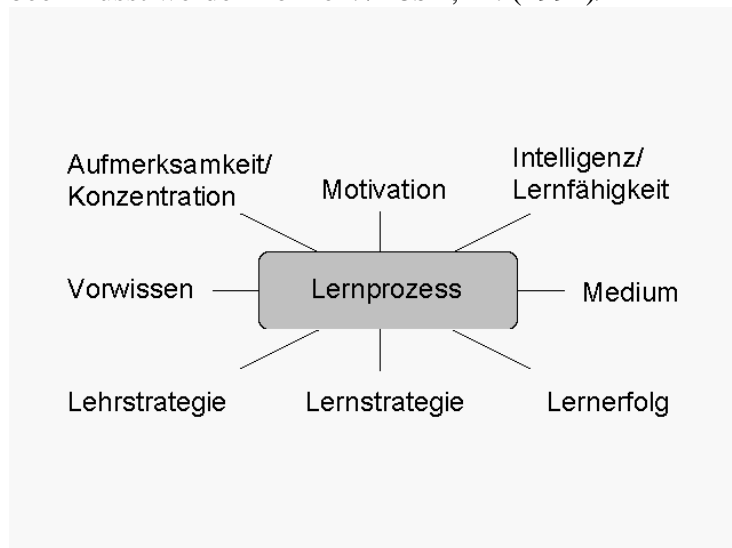 Aufmerksamkeit/
Konzentration
Motivation
Intelligenz/
Lernfähigkeit
Vorwissen
Lernprozess
Medium
Lehrstrategie
Lernstrategie
Lernerfolg